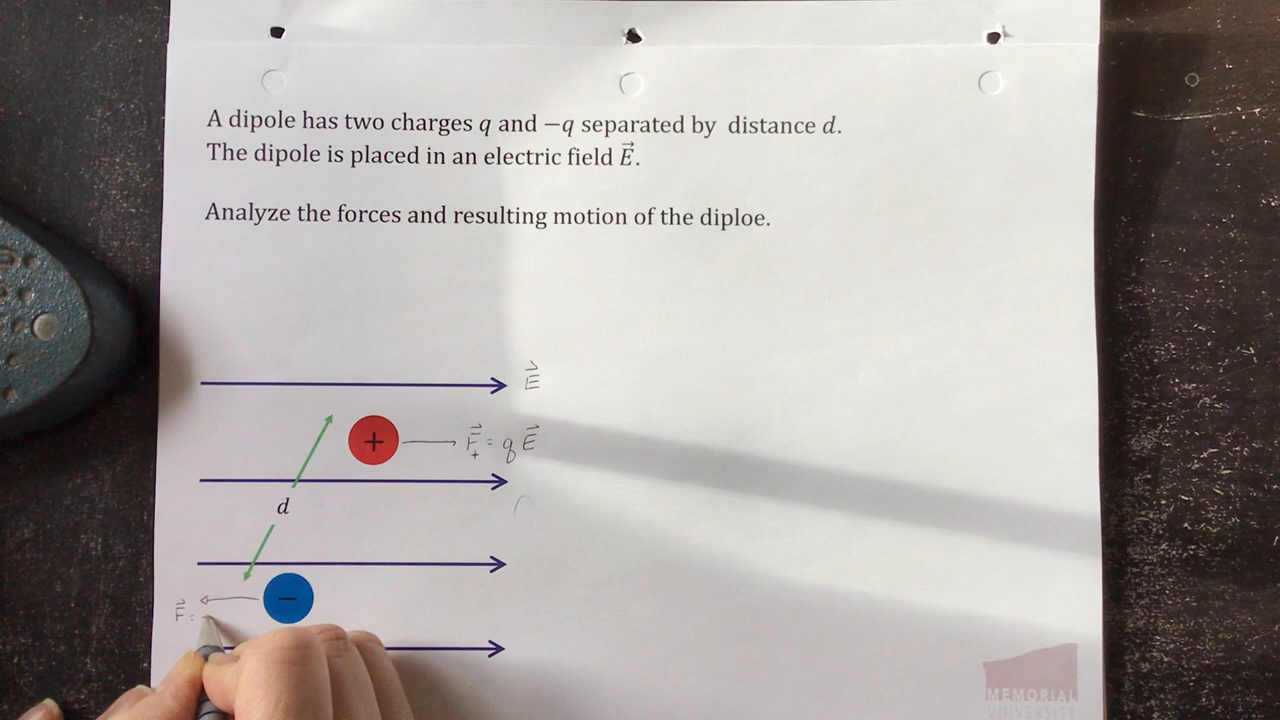 A dipole has two charges q and −q separated by distance d.
The dipole is placed in an electric field E⃗.
Analyze the forces and resulting motion of the diploe.
E⃗
+
F⃗₊ = q E⃗
d
−
F⃗ =
MEMORIAL
UNIVERSITY